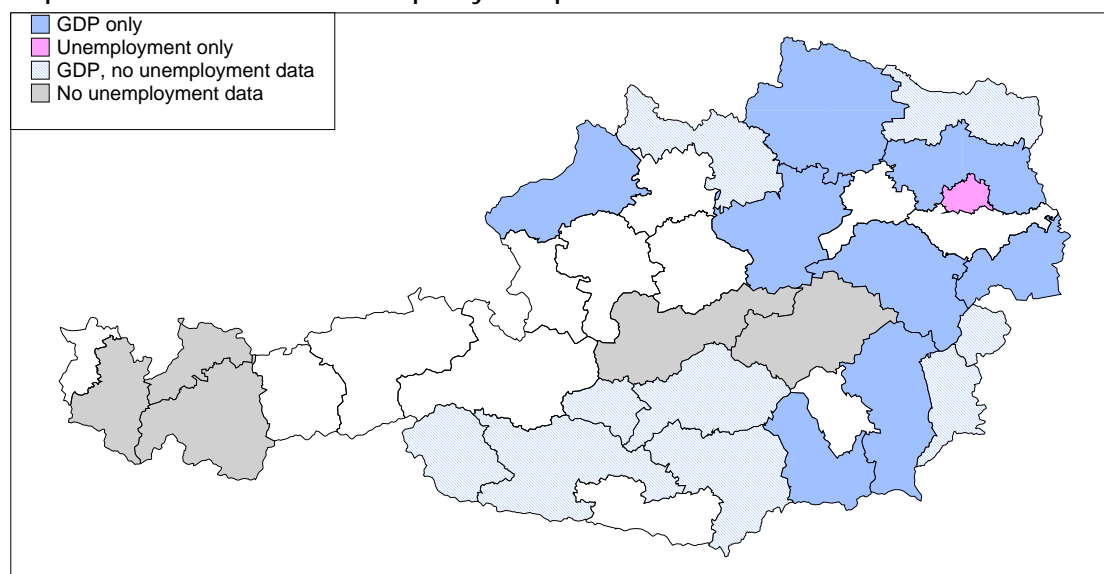 GDP only
Unemployment only
GDP, no unemployment data
No unemployment data